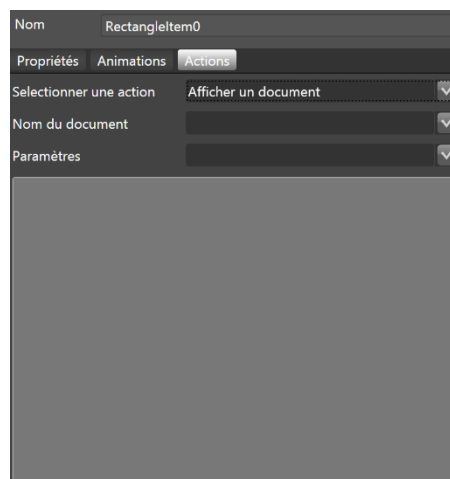 Nom RectangleItem0
Propriétés Animations Actions
Selectionner une action Afficher un document
Nom du document
Paramètres